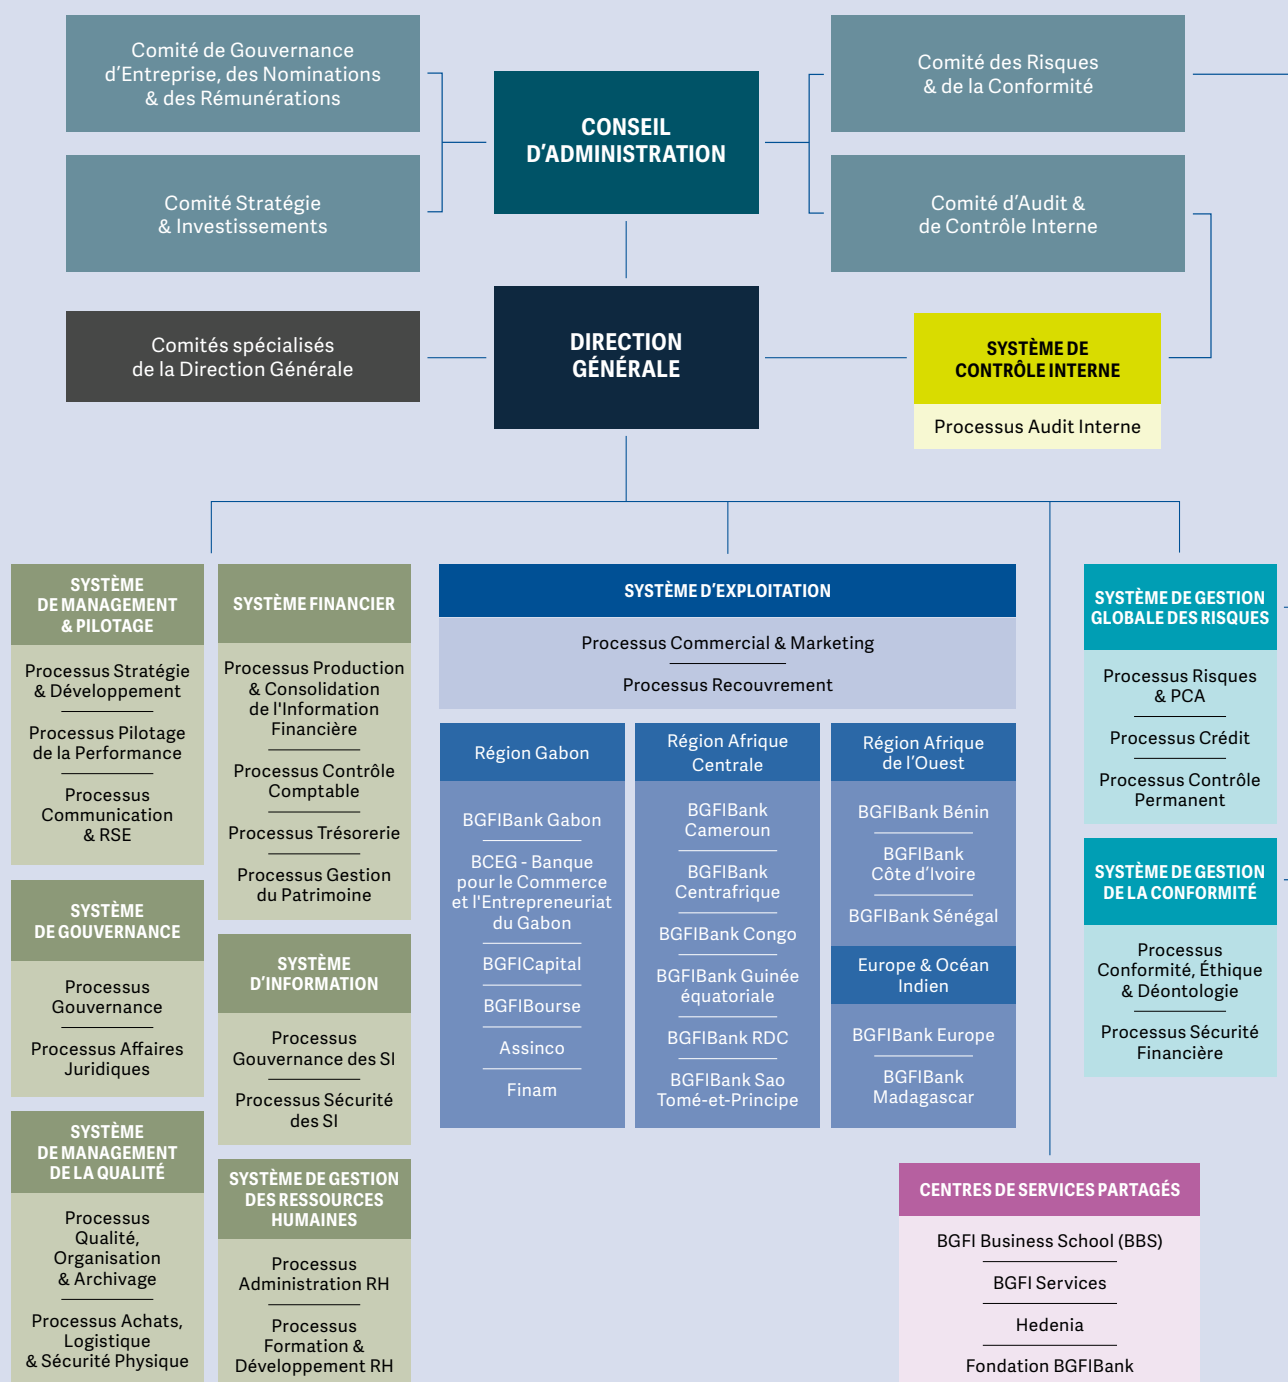 Comité de Gouvernance
d'Entreprise, des Nominations
& des Rémunérations
Comité Stratégie
& Investissements
CONSEIL
D'ADMINISTRATION
Comité des Risques
& de la Conformité
Comité d'Audit &
de Contrôle Interne
Comités spécialisés
de la Direction Générale
DIRECTION
GÉNÉRALE
SYSTÈME DE
CONTRÔLE INTERNE
Processus Audit Interne
SYSTÈME
DE MANAGEMENT
& PILOTAGE
Processus Stratégie
& Développement
Processus Pilotage
de la Performance
Processus
Communication
& RSE
SYSTÈME
DE GOUVERNANCE
Processus
Gouvernance
Processus Affaires
Juridiques
SYSTÈME
DE MANAGEMENT
DE LA QUALITÉ
Processus
Qualité,
Organisation
& Archivage
Processus Achats,
Logistique
& Sécurité Physique
SYSTÈME FINANCIER
Processus Production
& Consolidation
de l'Information
Financière
Processus Contrôle
Comptable
Processus Trésorerie
Processus Gestion
du Patrimoine
SYSTÈME
D'INFORMATION
Processus
Gouvernance des SI
Processus Sécurité
des SI
SYSTÈME DE GESTION
DES RESSOURCES
HUMAINES
Processus
Administration RH
Processus
Formation &
Développement RH
SYSTÈME D'EXPLOITATION
Processus Commercial & Marketing
Processus Recouvrement
Région Gabon
BGFIBank Gabon
BCEG - Banque
pour le Commerce
et l'Entrepreneuriat
du Gabon
BGFICapital
BGFIBourse
Assinco
Finam
Région Afrique
Centrale
BGFIBank
Cameroun
BGFIBank
Centrafrique
BGFIBank Congo
BGFIBank Guinée
équatoriale
BGFIBank RDC
BGFIBank Sao
Tomé-et-Principe
Région Afrique
de l'Ouest
BGFIBank Bénin
BGFIBank
Côte d'Ivoire
BGFIBank Sénégal
Europe & Océan
Indien
BGFIBank Europe
BGFIBank
Madagascar
SYSTÈME DE GESTION
GLOBALE DES RISQUES
Processus Risques
& PCA
Processus Crédit
Processus Contrôle
Permanent
SYSTÈME DE GESTION
DE LA CONFORMITÉ
Processus
Conformité, Éthique
& Déontologie
Processus Sécurité
Financière
CENTRES DE SERVICES PARTAGÉS
BGFI Business School (BBS)
BGFI Services
Hedenia
Fondation BGFIBank